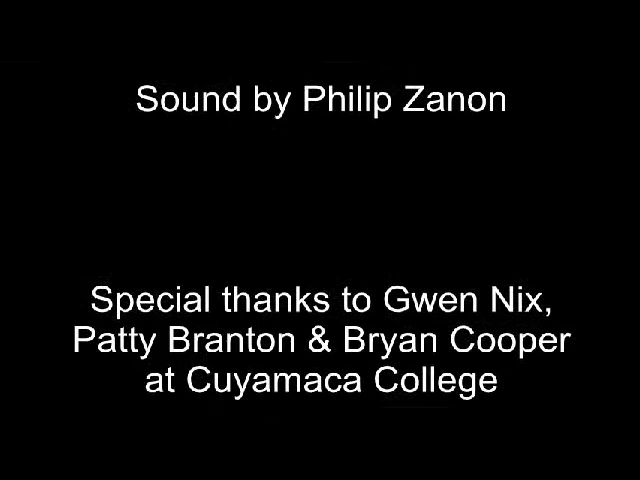 Sound by Philip Zanon
Special thanks to Gwen Nix,
Patty Branton & Bryan Cooper
at Cuyamaca College